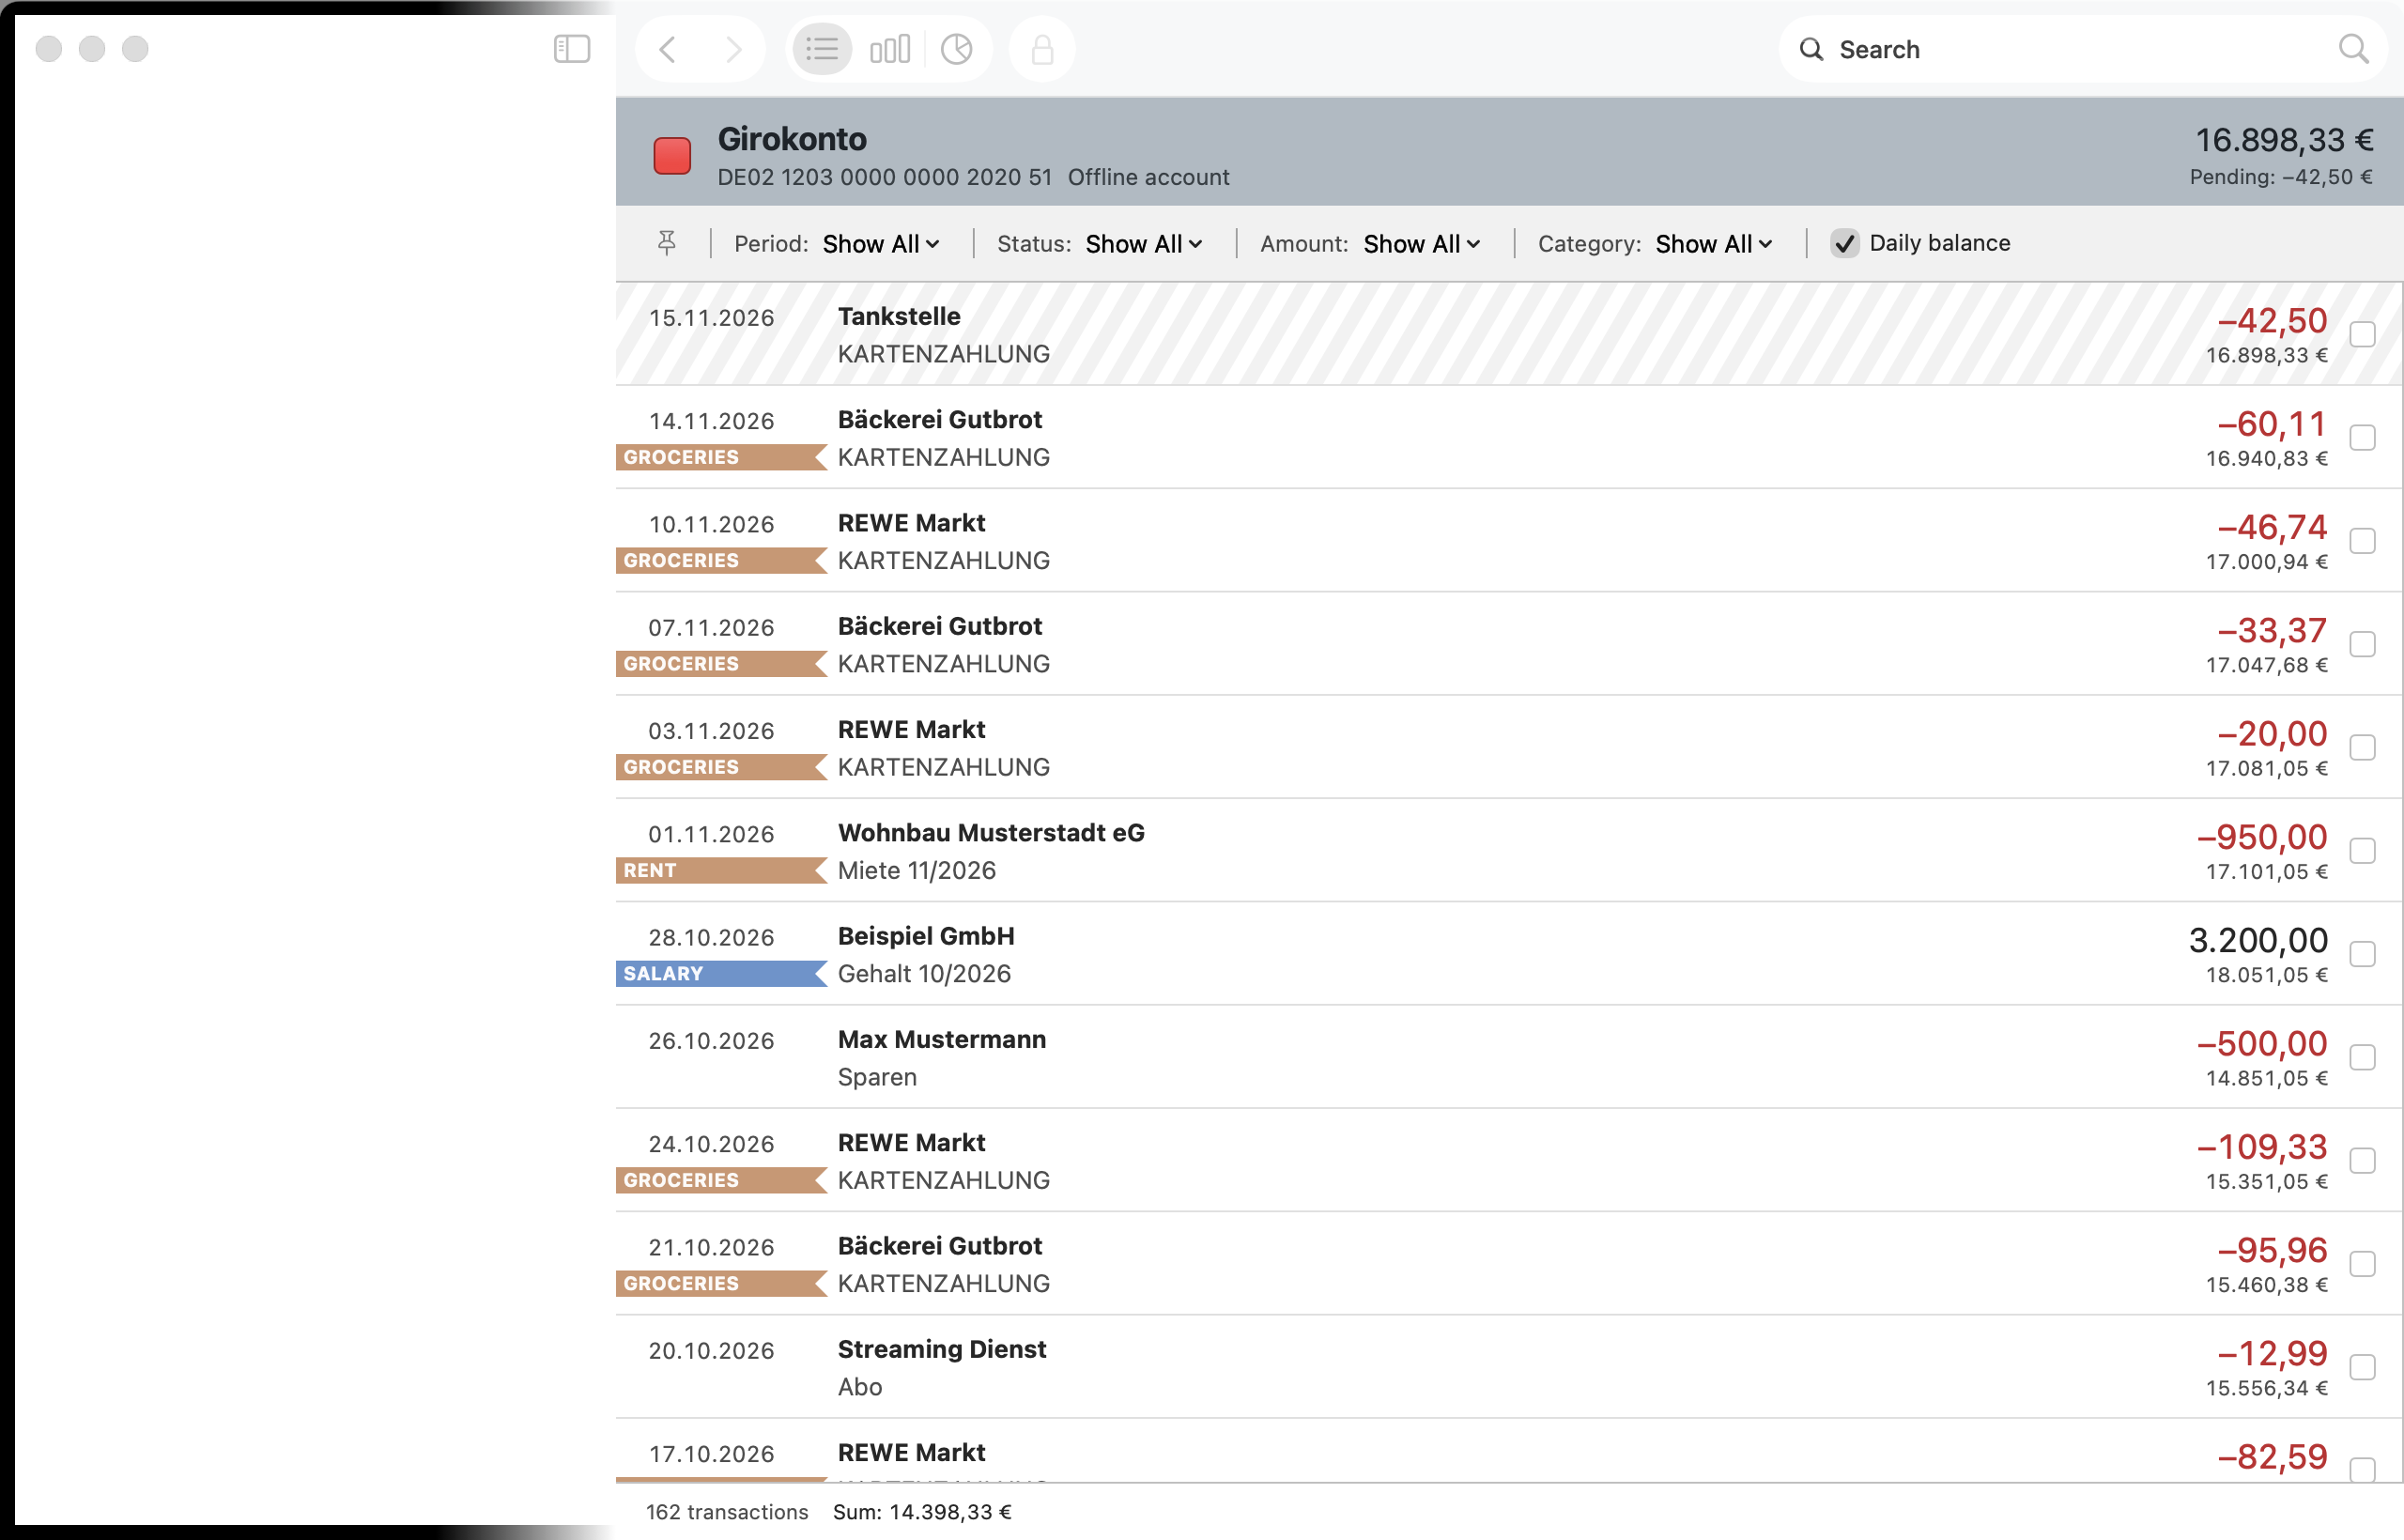 Search
Girokonto
16.898,33 €
DE02 1203 0000 0000 2020 51 Offline account
Pending: –42,50 €
Period: Show All Status: Show All Amount: Show All Category: Show All Daily balance
15.11.2026 Tankstelle –42,50
KARTENZAHLUNG 16.898,33 €
14.11.2026 Bäckerei Gutbrot –60,11
GROCERIES KARTENZAHLUNG 16.940,83 €
10.11.2026 REWE Markt –46,74
GROCERIES KARTENZAHLUNG 17.000,94 €
07.11.2026 Bäckerei Gutbrot –33,37
GROCERIES KARTENZAHLUNG 17.047,68 €
03.11.2026 REWE Markt –20,00
GROCERIES KARTENZAHLUNG 17.081,05 €
01.11.2026 Wohnbau Musterstadt eG –950,00
RENT Miete 11/2026 17.101,05 €
28.10.2026 Beispiel GmbH 3.200,00
SALARY Gehalt 10/2026 18.051,05 €
26.10.2026 Max Mustermann –500,00
Sparen 14.851,05 €
24.10.2026 REWE Markt –109,33
GROCERIES KARTENZAHLUNG 15.351,05 €
21.10.2026 Bäckerei Gutbrot –95,96
GROCERIES KARTENZAHLUNG 15.460,38 €
20.10.2026 Streaming Dienst –12,99
Abo 15.556,34 €
17.10.2026 REWE Markt –82,59
162 transactions Sum: 14.398,33 €